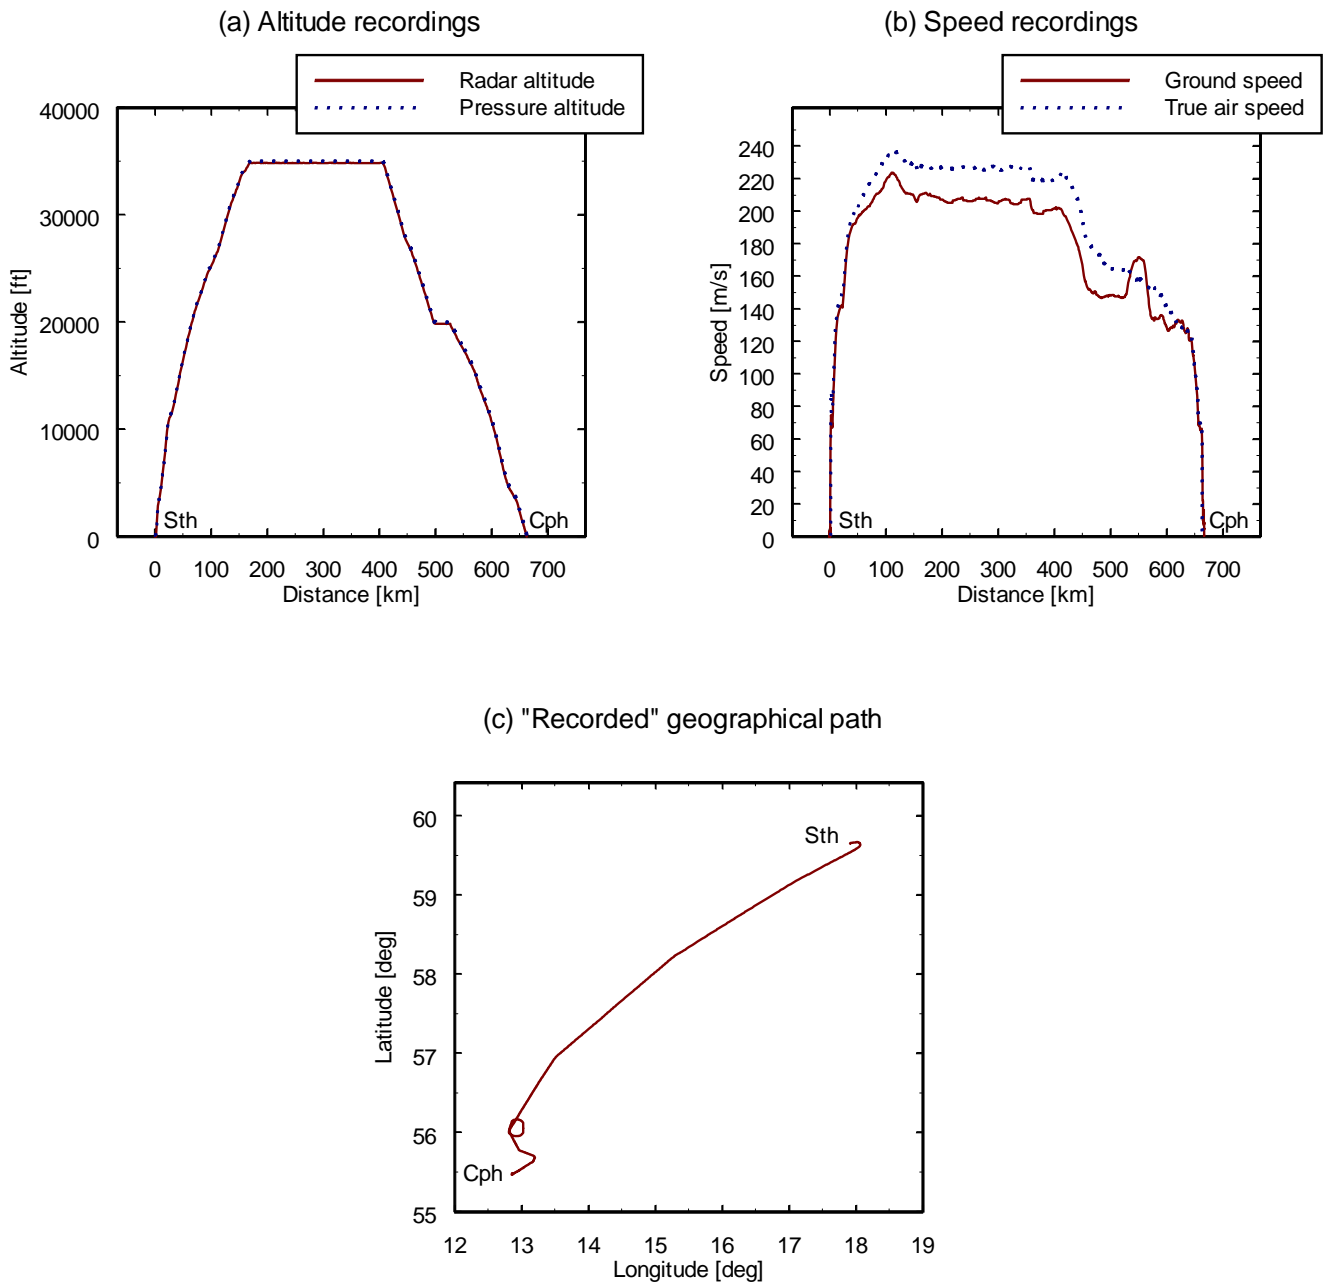 (a) Altitude recordings
Radar altitude
Pressure altitude
40000
30000
20000
10000
0
Altitude [ft]
Sth
Cph
0 100 200 300 400 500 600 700
Distance [km]
(b) Speed recordings
Ground speed
True air speed
240
220
200
180
160
140
120
100
80
60
40
20
0
Speed [m/s]
Sth
Cph
0 100 200 300 400 500 600 700
Distance [km]
(c) "Recorded" geographical path
60
59
58
57
56
55
Latitude [deg]
Sth
Cph
12 13 14 15 16 17 18 19
Longitude [deg]